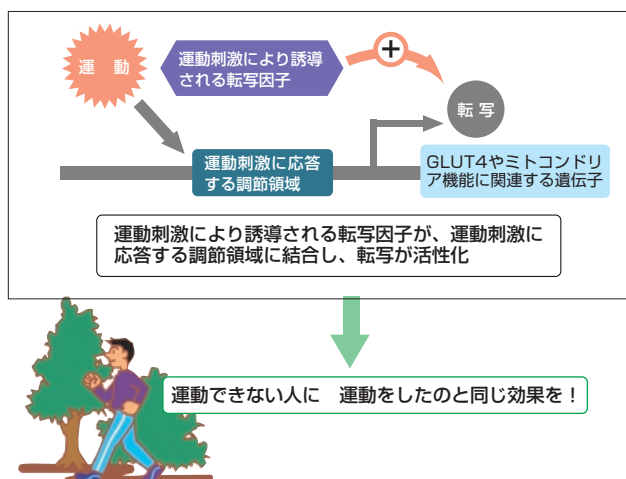 運 動
運動刺激により誘導
される転写因子
+
転 写
運動刺激に応答
する調節領域
GLUT4やミトコンドリ
ア機能に関連する遺伝子
運動刺激により誘導される転写因子が、運動刺激に
応答する調節領域に結合し、転写が活性化
運動できない人に　運動をしたのと同じ効果を！